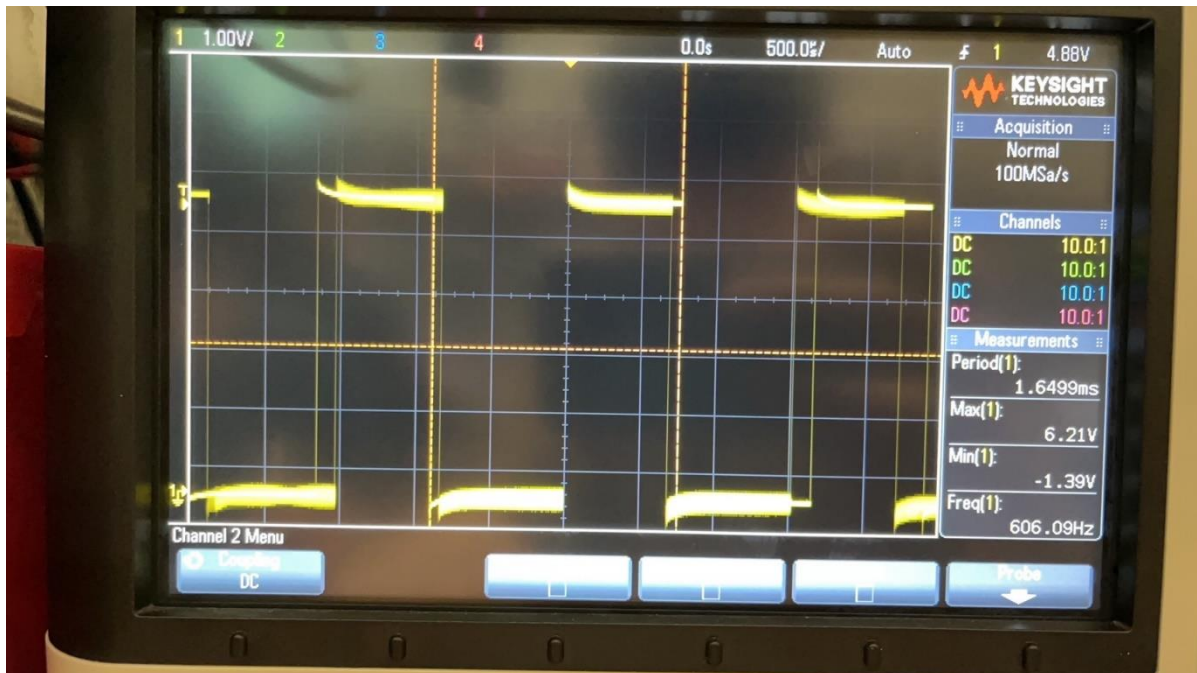 1 1.00V/ 2 3 4 0.0s 500.0µs/ Auto 1 4.88V
KEYSIGHT
TECHNOLOGIES
Acquisition
Normal
100MSa/s
Channels
DC 10.0:1
DC 10.0:1
DC 10.0:1
DC 10.0:1
Measurements
Period(1):
1.6499ms
Max(1):
6.21V
Min(1):
-1.39V
Freq(1):
606.09Hz
T
1
Channel 2 Menu
Coupling
DC
Probe